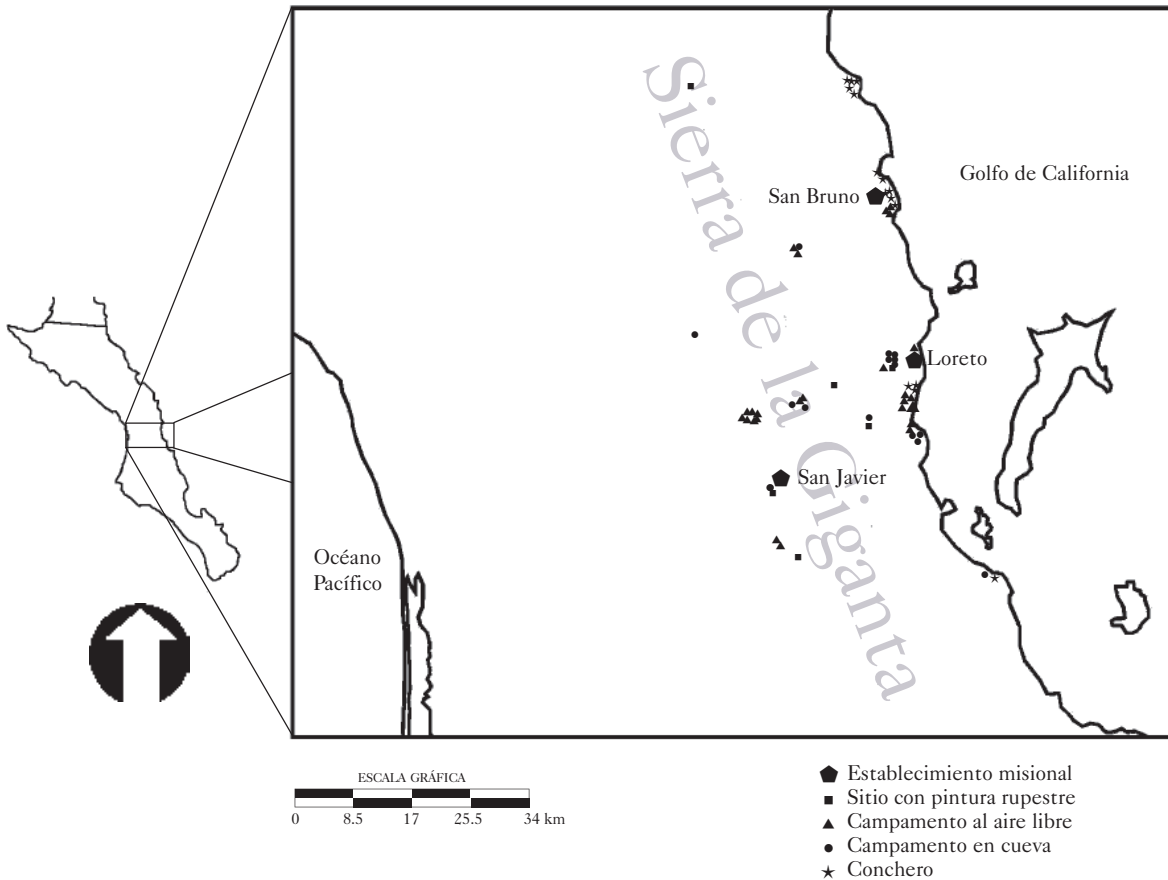 Sierra de la Giganta
Golfo de California
San Bruno
Loreto
San Javier
Océano
Pacífico
ESCALA GRÁFICA
0 8.5 17 25.5 34 km
Establecimiento misional
Sitio con pintura rupestre
Campamento al aire libre
Campamento en cueva
Conchero